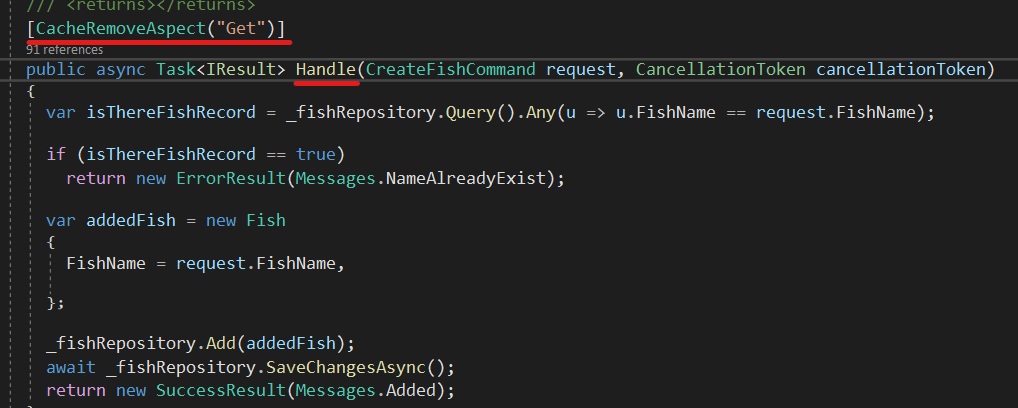 /// <returns></returns>
[CacheRemoveAspect("Get")]
91 references
public async Task<IResult> Handle(CreateFishCommand request, CancellationToken cancellationToken)
{
var isThereFishRecord = _fishRepository.Query().Any(u => u.FishName == request.FishName);
if (isThereFishRecord == true)
return new ErrorResult(Messages.NameAlreadyExist);
var addedFish = new Fish
{
FishName = request.FishName,
};
_fishRepository.Add(addedFish);
await _fishRepository.SaveChangesAsync();
return new SuccessResult(Messages.Added);